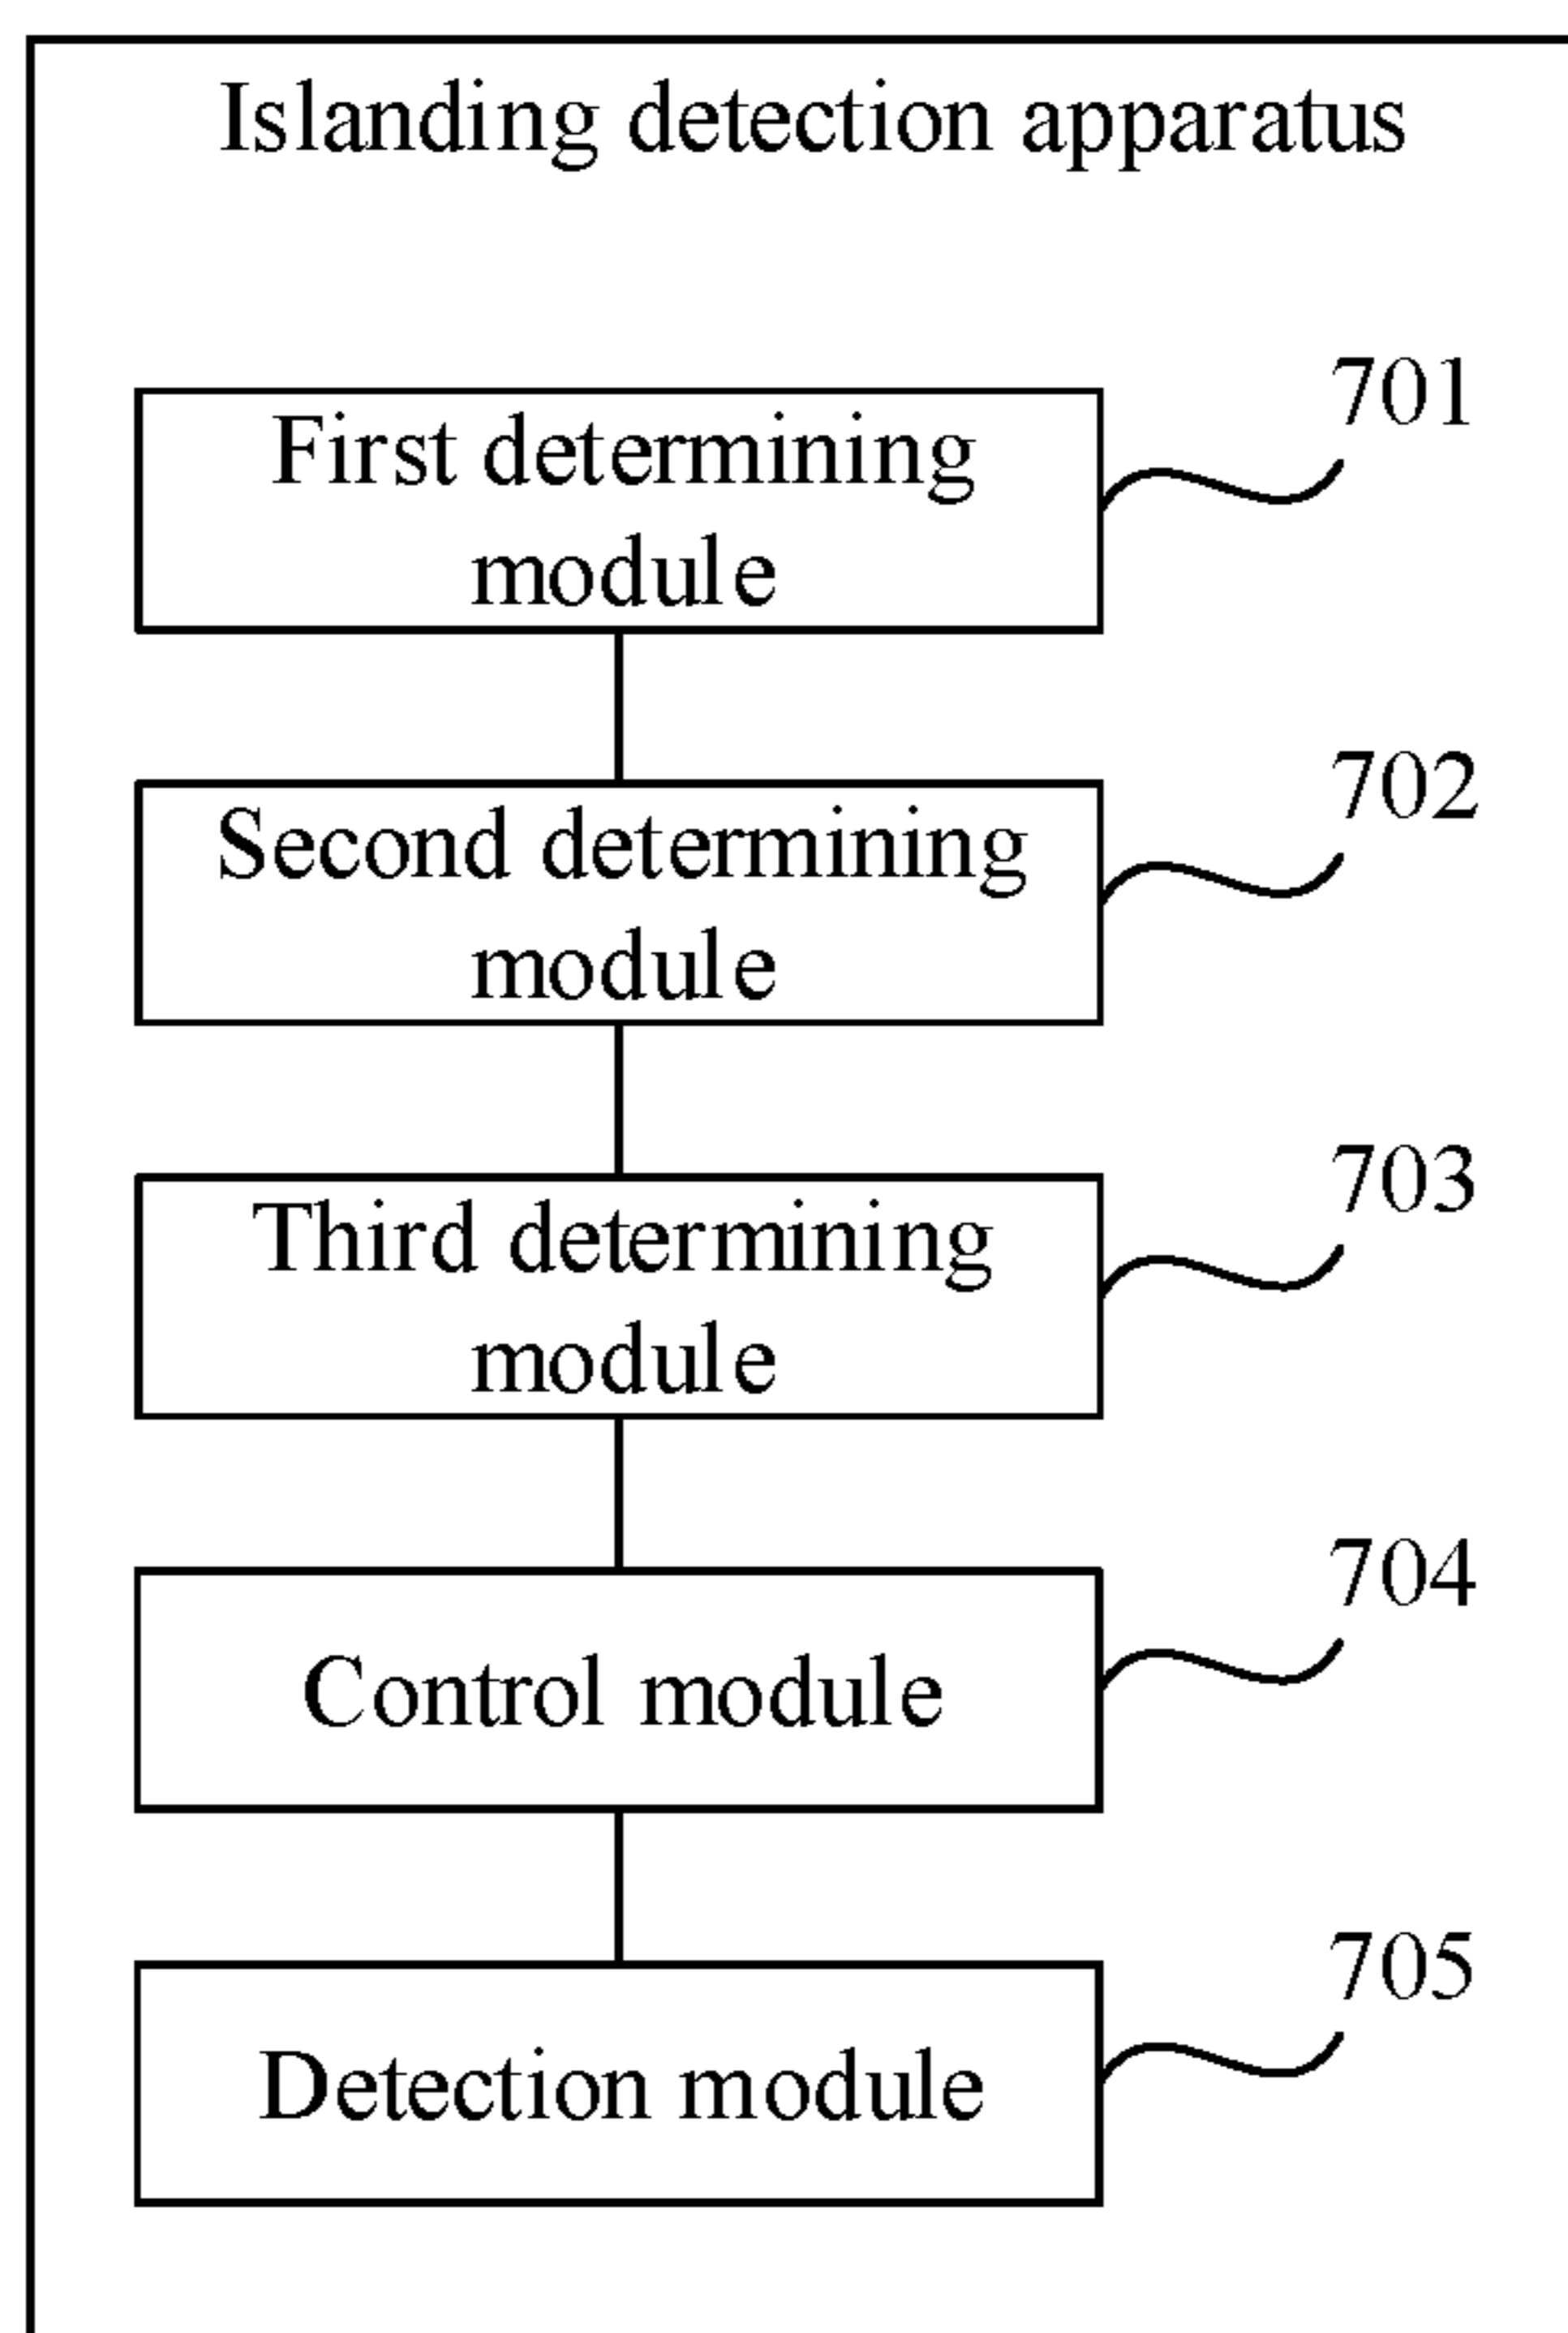 Islanding detection apparatus
701
First determining
module
702
Second determining
module
703
Third determining
module
704
Control module
705
Detection module